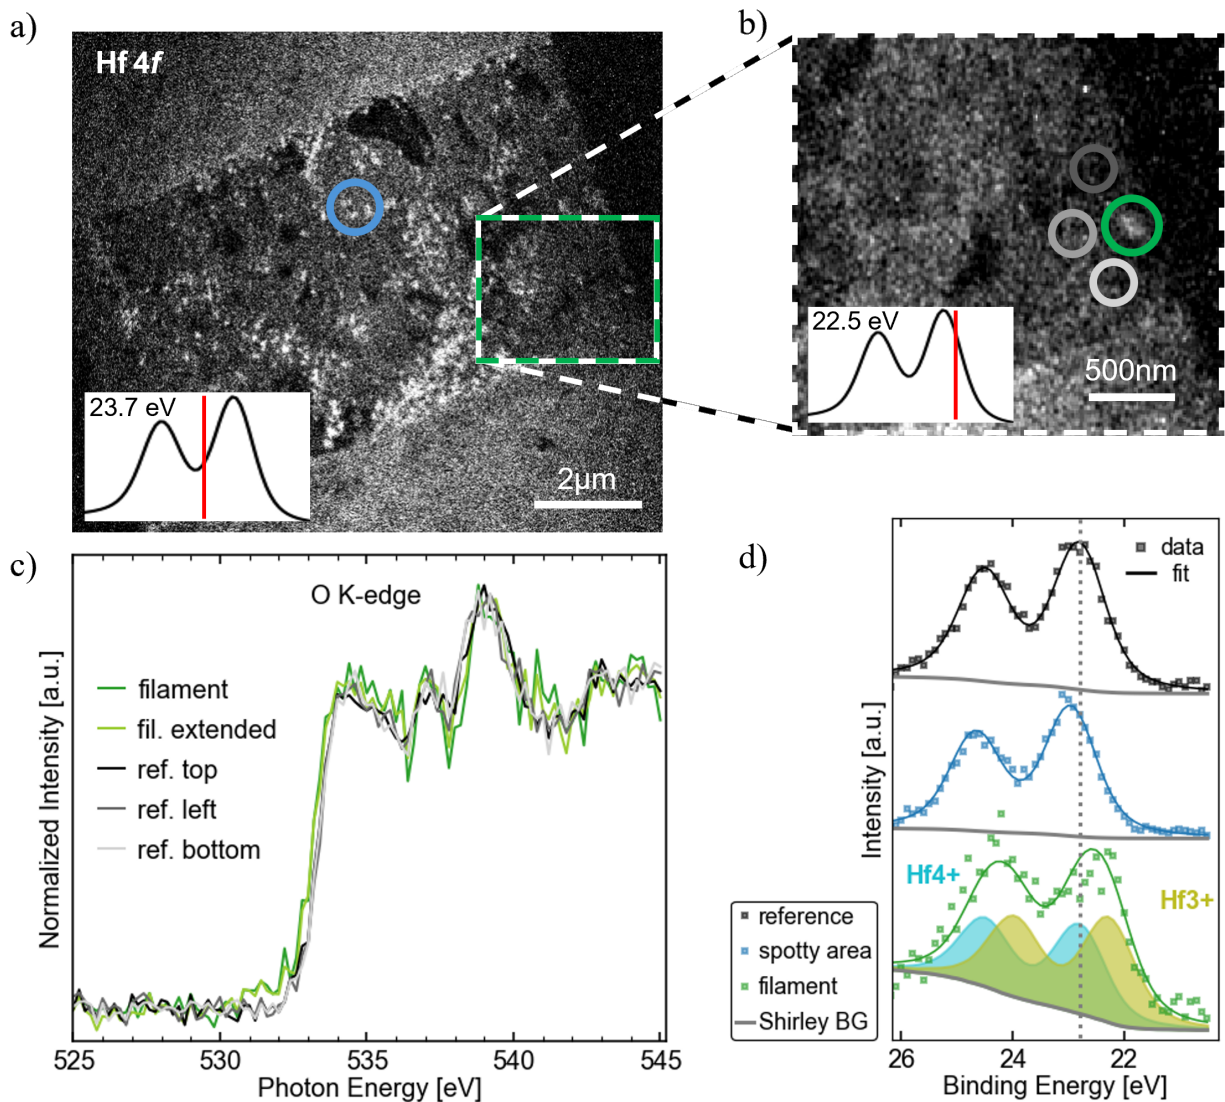 a)
Hf 4f
23.7 eV
2μm
b)
22.5 eV
500nm
c)
O K-edge
filament
fil. extended
ref. top
ref. left
ref. bottom
Normalized Intensity [a.u.]
525 530 535 540 545
Photon Energy [eV]
d)
data
fit
Hf4+
Hf3+
Intensity [a.u.]
reference
spotty area
filament
Shirley BG
26 24 22
Binding Energy [eV]